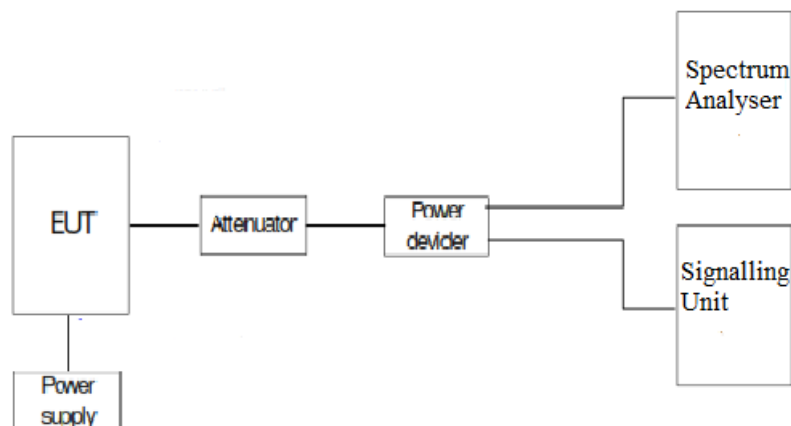 Spectrum
Analyser
EUT
Attenuator
Power
devider
Signalling
Unit
Power
supply